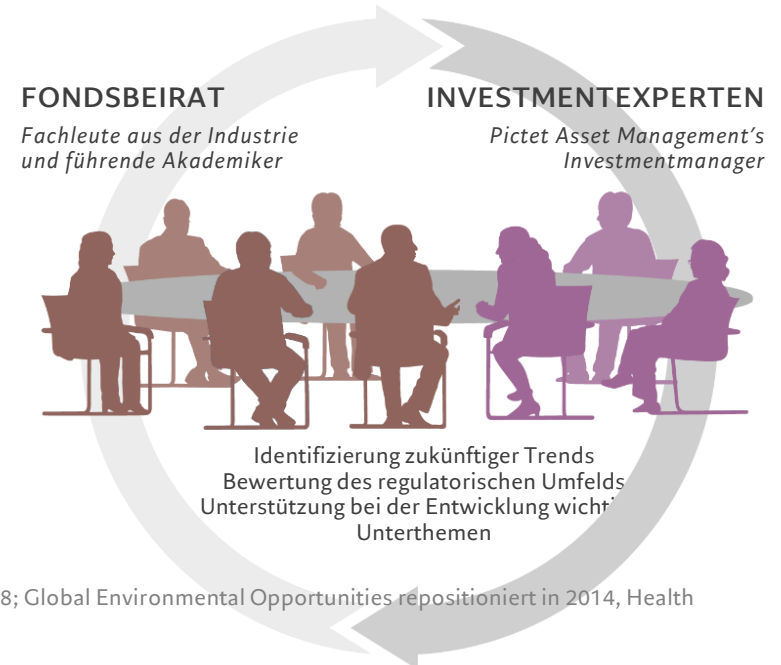 FONDSBEIRAT
Fachleute aus der Industrie
und führende Akademiker
INVESTMENTEXPERTEN
Pictet Asset Management's
Investmentmanager
Identifizierung zukünftiger Trends
Bewertung des regulatorischen Umfelds
Unterstützung bei der Entwicklung
Unterthemen
8; Global Environmental Opportunities repositioniert in 2014, Health